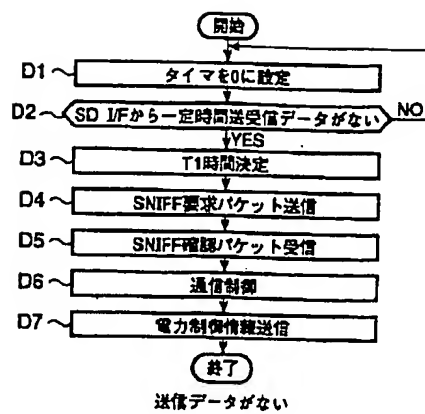 開始
D1 タイマを0に設定
D2 SD I/Fから一定時間送受信データがない NO
YES
D3 T1時間決定
D4 SNIFF要求パケット送信
D5 SNIFF確認パケット受信
D6 通信制御
D7 電力制御情報送信
終了
送信データがない